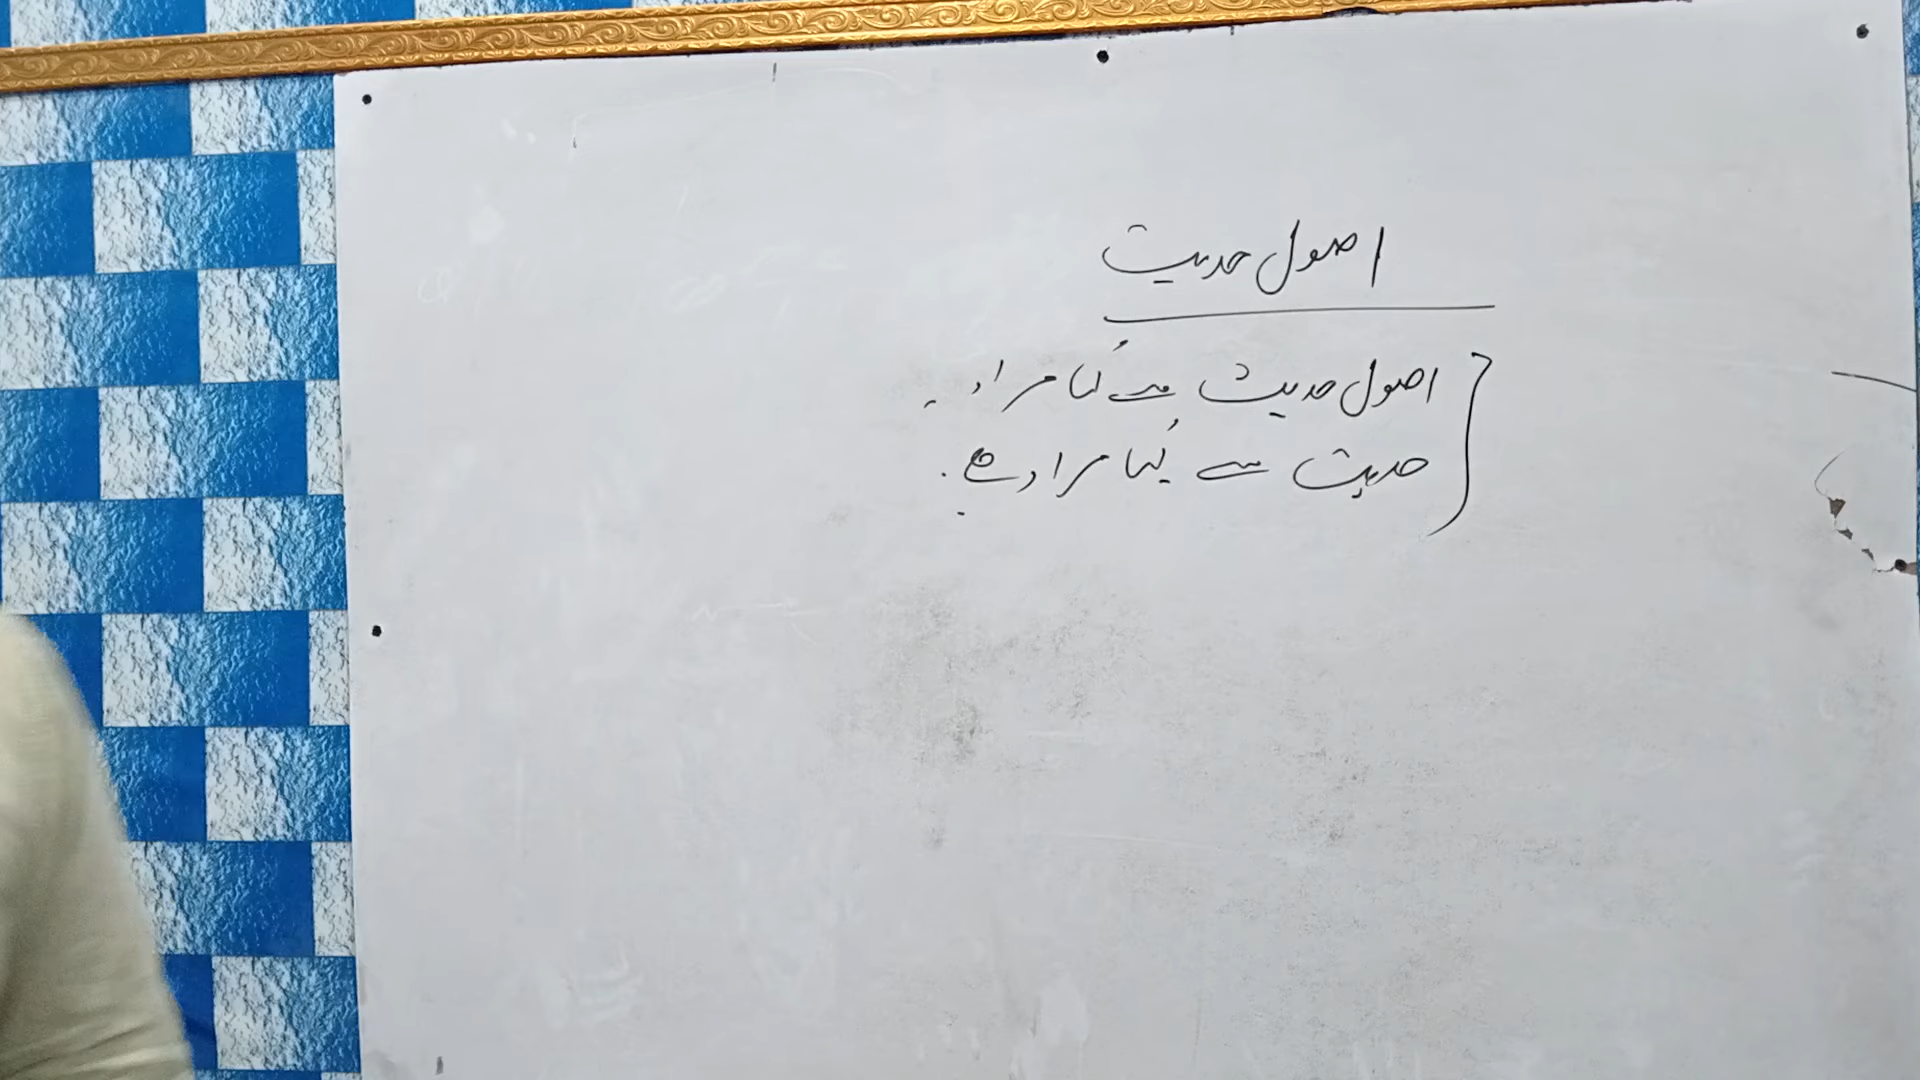 اصول حدیث
اصول حدیث سے کیا مراد
حدیث سے کیا مراد ہے